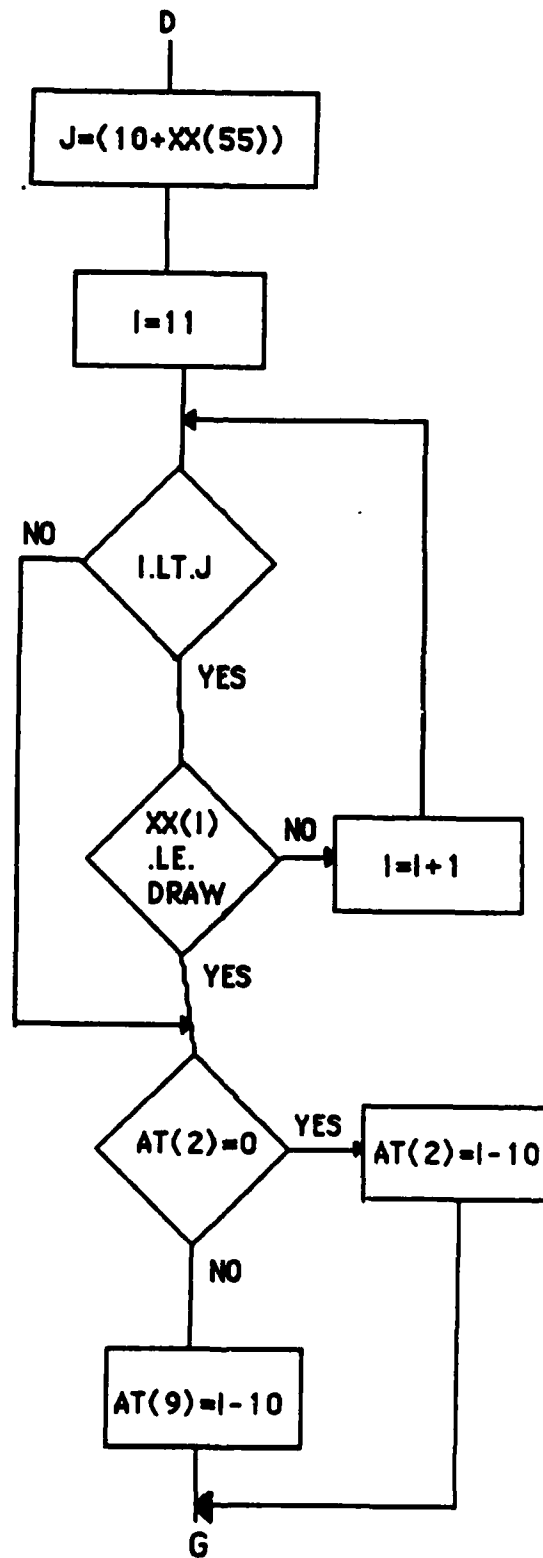 D
J=(10+XX(55))
I=11
NO
I.LT.J
YES
XX(I)
.LE.
DRAW
NO
I=I+1
YES
AT(2)=0
YES
AT(2)=I-10
NO
AT(9)=I-10
G